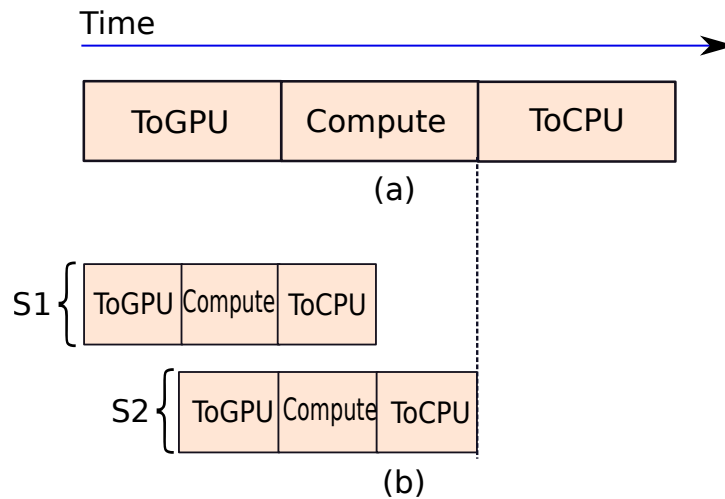 Time
ToGPU Compute ToCPU
(a)
S1 ToGPU Compute ToCPU
S2 ToGPU Compute ToCPU
(b)